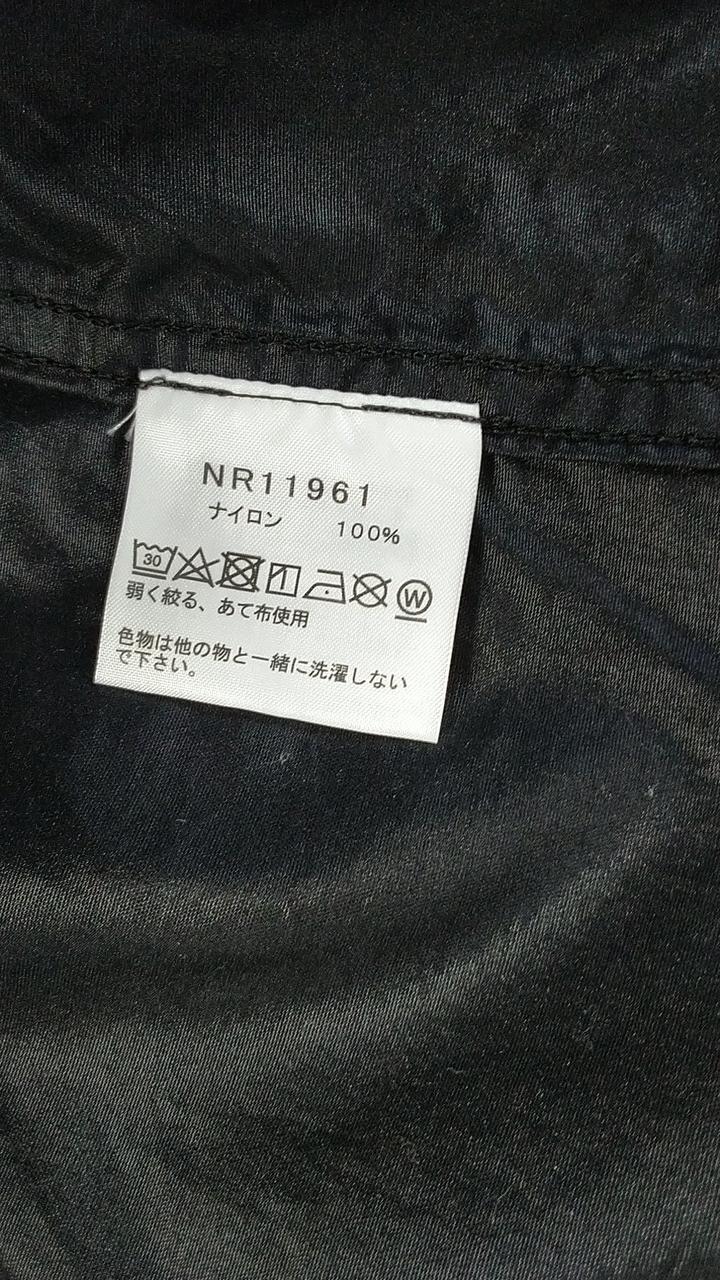 NR11961
ナイロン 100%
30 W
弱く絞る、あて布使用
色物は他の物と一緒に洗濯しない
で下さい。